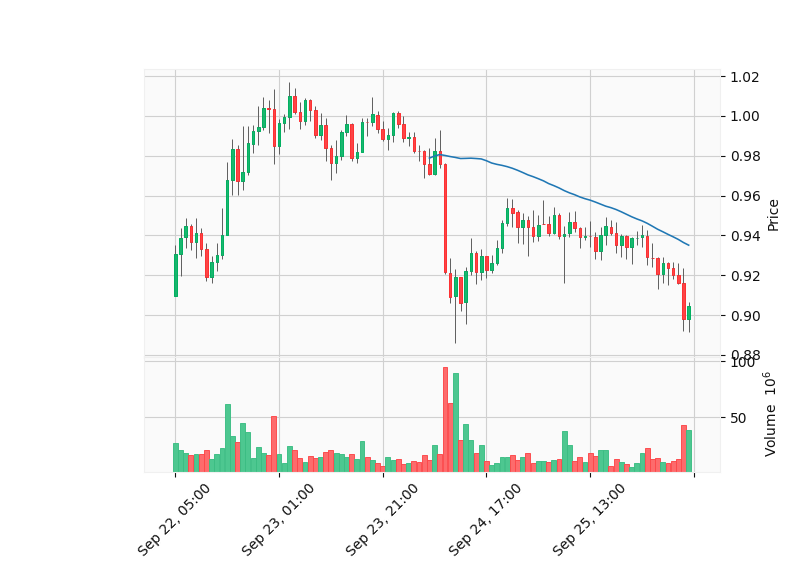 1.02
1.00
0.98
0.96
0.94
0.92
0.90
0.88
Price
100
50
Volume 10^6
Sep 22, 05:00
Sep 23, 01:00
Sep 23, 21:00
Sep 24, 17:00
Sep 25, 13:00